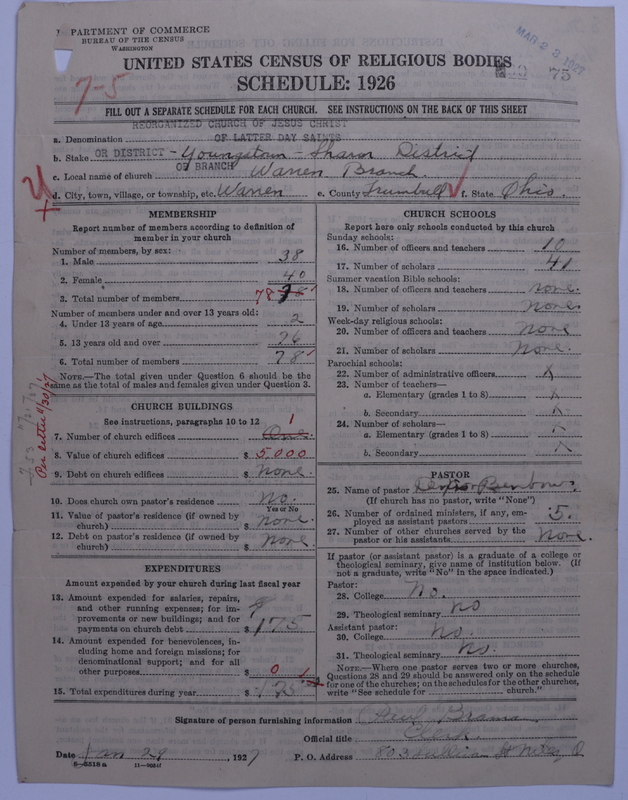 DEPARTMENT OF COMMERCE
BUREAU OF THE CENSUS
WASHINGTON
MAR 23 1927
75
UNITED STATES CENSUS OF RELIGIOUS BODIES
SCHEDULE: 1926
7-5
FILL OUT A SEPARATE SCHEDULE FOR EACH CHURCH. SEE INSTRUCTIONS ON THE BACK OF THIS SHEET
REORGANIZED CHURCH OF JESUS CHRIST
a. Denomination OF LATTER DAY SAINTS
b. Stake OR DISTRICT - Youngstown - Sharon District
c. Local name of church OR BRANCH Warren Branch.
d. City, town, village, or township, etc. Warren e. County Trumbull f. State Ohio.
MEMBERSHIP
Report number of members according to definition of member in your church
Number of members, by sex:
1. Male 38
2. Female 40
3. Total number of members 78
Number of members under and over 13 years old:
4. Under 13 years of age 2
5. 13 years old and over 76
6. Total number of members 78
NOTE.—The total given under Question 6 should be the same as the total of males and females given under Question 3.
CHURCH BUILDINGS
See instructions, paragraphs 10 to 12
7. Number of church edifices One 1
8. Value of church edifices $ 5,000
9. Debt on church edifices $ None.
10. Does church own pastor's residence No.
Yes or No
11. Value of pastor's residence (if owned by church) $ none.
12. Debt on pastor's residence (if owned by church) $ None
Per letter 11/30/27
EXPENDITURES
Amount expended by your church during last fiscal year
13. Amount expended for salaries, repairs, and other running expenses; for improvements or new buildings; and for payments on church debt $ 175
14. Amount expended for benevolences, including home and foreign missions; for denominational support; and for all other purposes $ 0
15. Total expenditures during year $ 175
CHURCH SCHOOLS
Report here only schools conducted by this church
Sunday schools:
16. Number of officers and teachers 10
17. Number of scholars 41
Summer vacation Bible schools:
18. Number of officers and teachers none.
19. Number of scholars None
Week-day religious schools:
20. Number of officers and teachers None
21. Number of scholars None.
Parochial schools:
22. Number of administrative officers X
23. Number of teachers—
a. Elementary (grades 1 to 8) X
b. Secondary X
24. Number of scholars—
a. Elementary (grades 1 to 8) X
b. Secondary X
PASTOR
25. Name of pastor
(If church has no pastor, write "None")
26. Number of ordained ministers, if any, employed as assistant pastors 5.
27. Number of other churches served by the pastor or his assistants None.
If pastor (or assistant pastor) is a graduate of a college or theological seminary, give name of institution below. (If not a graduate, write "No" in the space indicated.)
Pastor:
28. College No.
29. Theological seminary No
Assistant pastor:
30. College No.
31. Theological seminary No.
NOTE.—Where one pastor serves two or more churches, Questions 28 and 29 should be answered only on the schedule for one of the churches; on the schedules for the other churches, write "See schedule for church."
Signature of person furnishing information
Official title Clerk.
Date Jan 29, 1927 P. O. Address 803 St Niles, O
8-5518a